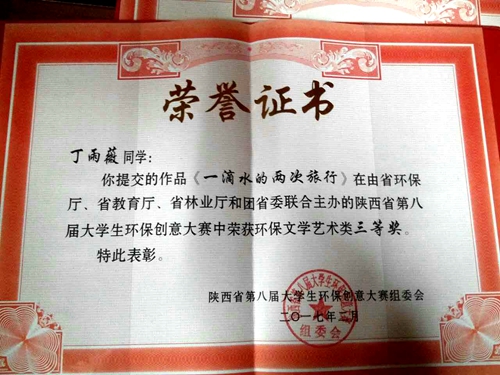 荣誉证书
丁雨薇同学：
你提交的作品《一滴水的两次旅行》在由省环保
厅、省教育厅、省林业厅和团省委联合主办的陕西省第八
届大学生环保创意大赛中荣获环保文学艺术类三等奖。
特此表彰。
陕西省第八届大学生环保创意大赛组委会
二〇一七年二月
组委会